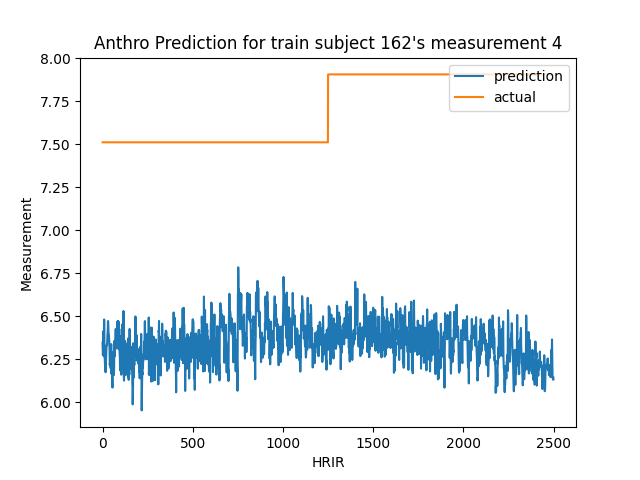 Anthro Prediction for train subject 162's measurement 4
8.00
7.75
7.50
7.25
7.00
6.75
6.50
6.25
6.00
Measurement
prediction
actual
0 500 1000 1500 2000 2500
HRIR